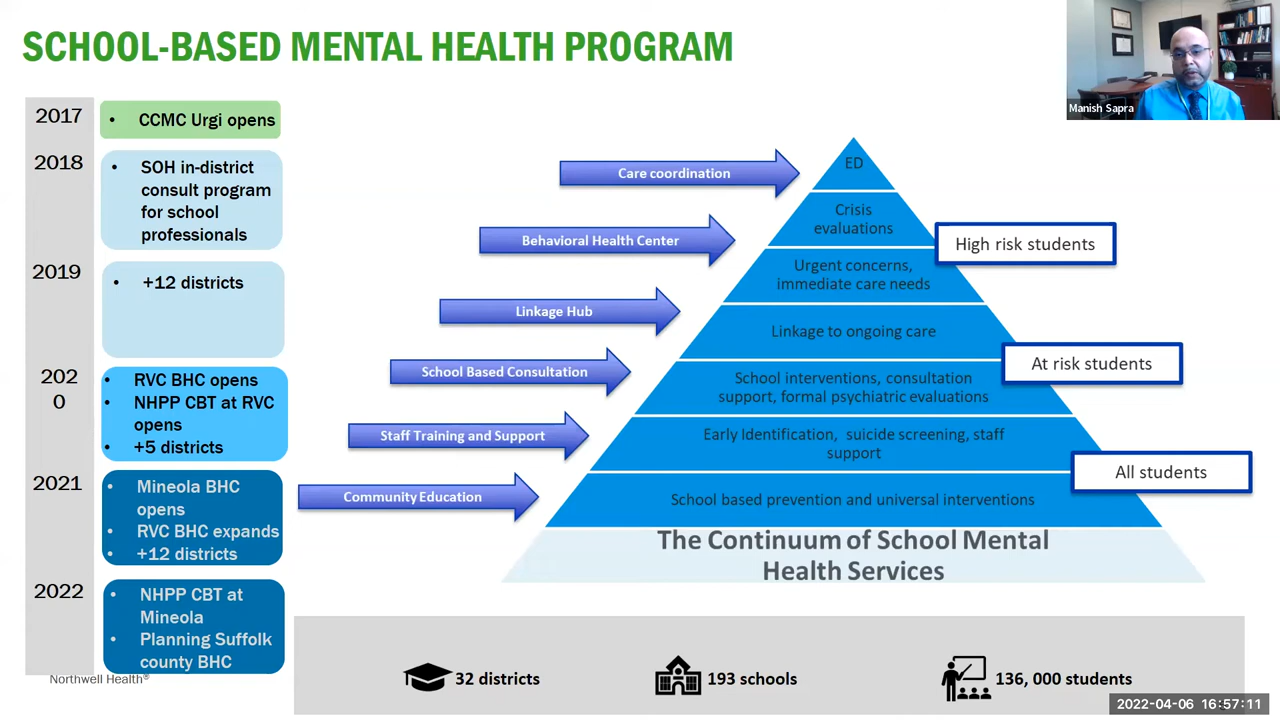 SCHOOL-BASED MENTAL HEALTH PROGRAM
Manish Sapra
2017
• CCMC Urgi opens
2018
• SOH in-district
consult program
for school
professionals
2019
• +12 districts
202
0
• RVC BHC opens
• NHPP CBT at RVC
opens
• +5 districts
2021
• Mineola BHC
opens
• RVC BHC expands
• +12 districts
2022
• NHPP CBT at
Mineola
• Planning Suffolk
county BHC
Northwell Health®
Care coordination
Behavioral Health Center
Linkage Hub
School Based Consultation
Staff Training and Support
Community Education
ED
Crisis
evaluations
Urgent concerns,
immediate care needs
Linkage to ongoing care
School interventions, consultation
support, formal psychiatric evaluations
Early Identification, suicide screening, staff
support
School based prevention and universal interventions
The Continuum of School Mental
Health Services
High risk students
At risk students
All students
32 districts
193 schools
136, 000 students
2022-04-06 16:57:11